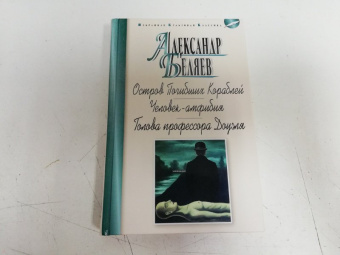 Александр
Беляев
Остров Погибших Кораблей
Человек-амфибия
Голова профессора Доуэля